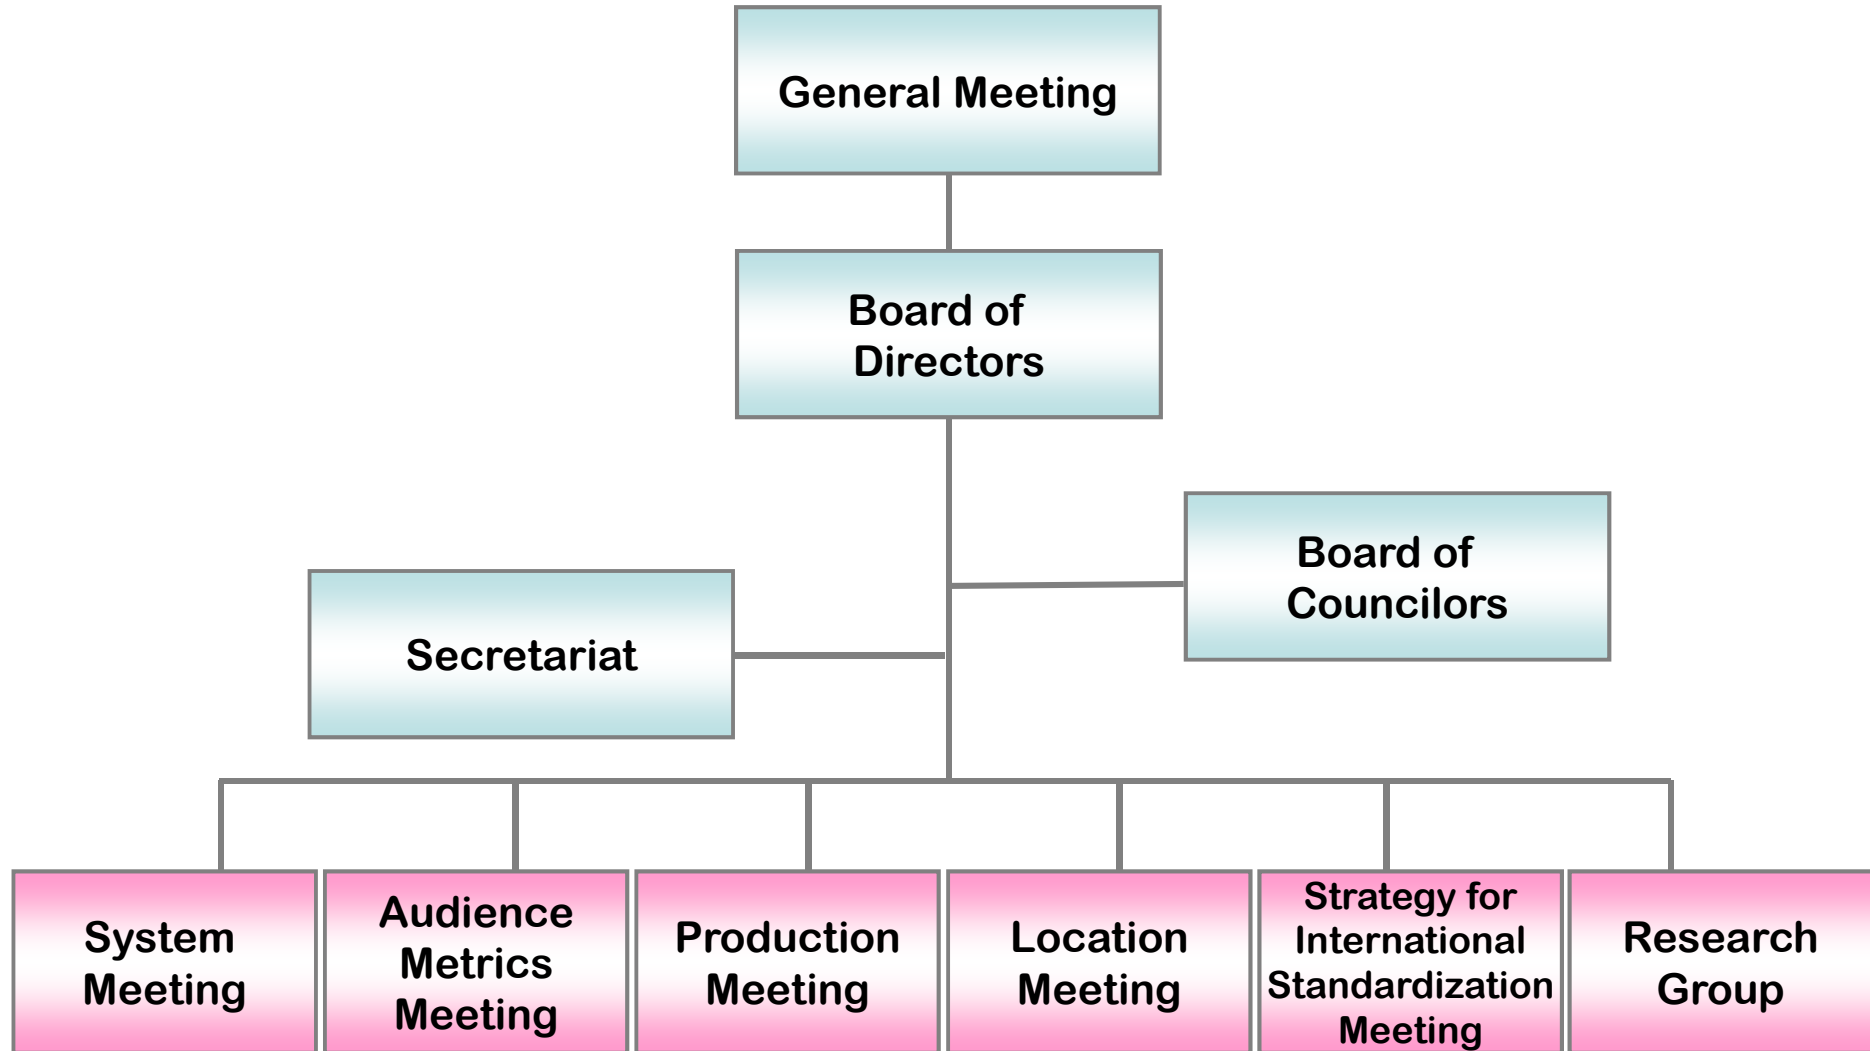 General Meeting
Board of
Directors
Board of
Councilors
Secretariat
System
Meeting
Audience
Metrics
Meeting
Production
Meeting
Location
Meeting
Strategy for
International
Standardization
Meeting
Research
Group